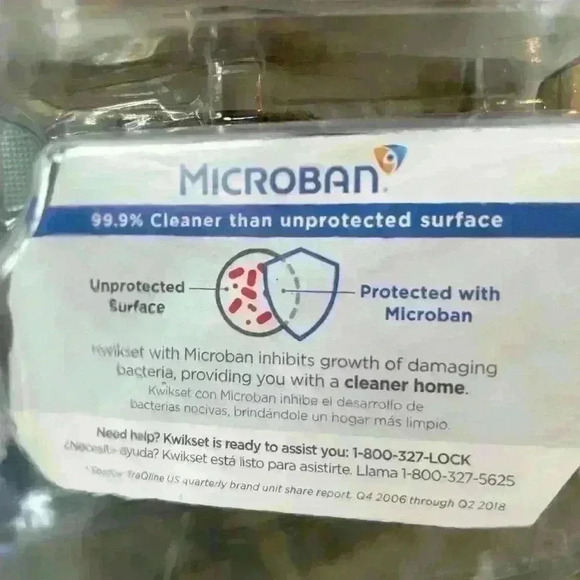 MICROBAN
99.9% Cleaner than unprotected surface
Unprotected
Surface
Protected with
Microban
Kwikset with Microban inhibits growth of damaging
bacteria, providing you with a cleaner home.
Kwikset con Microban inhibe el desarrollo de
bacterias nocivas, brindándole un hogar más limpio.
Need help? Kwikset is ready to assist you: 1-800-327-LOCK
¿Necesita ayuda? Kwikset está listo para asistirte. Llama 1-800-327-5625
* Source TraQline US quarterly brand unit share report. Q4 2006 through Q2 2018